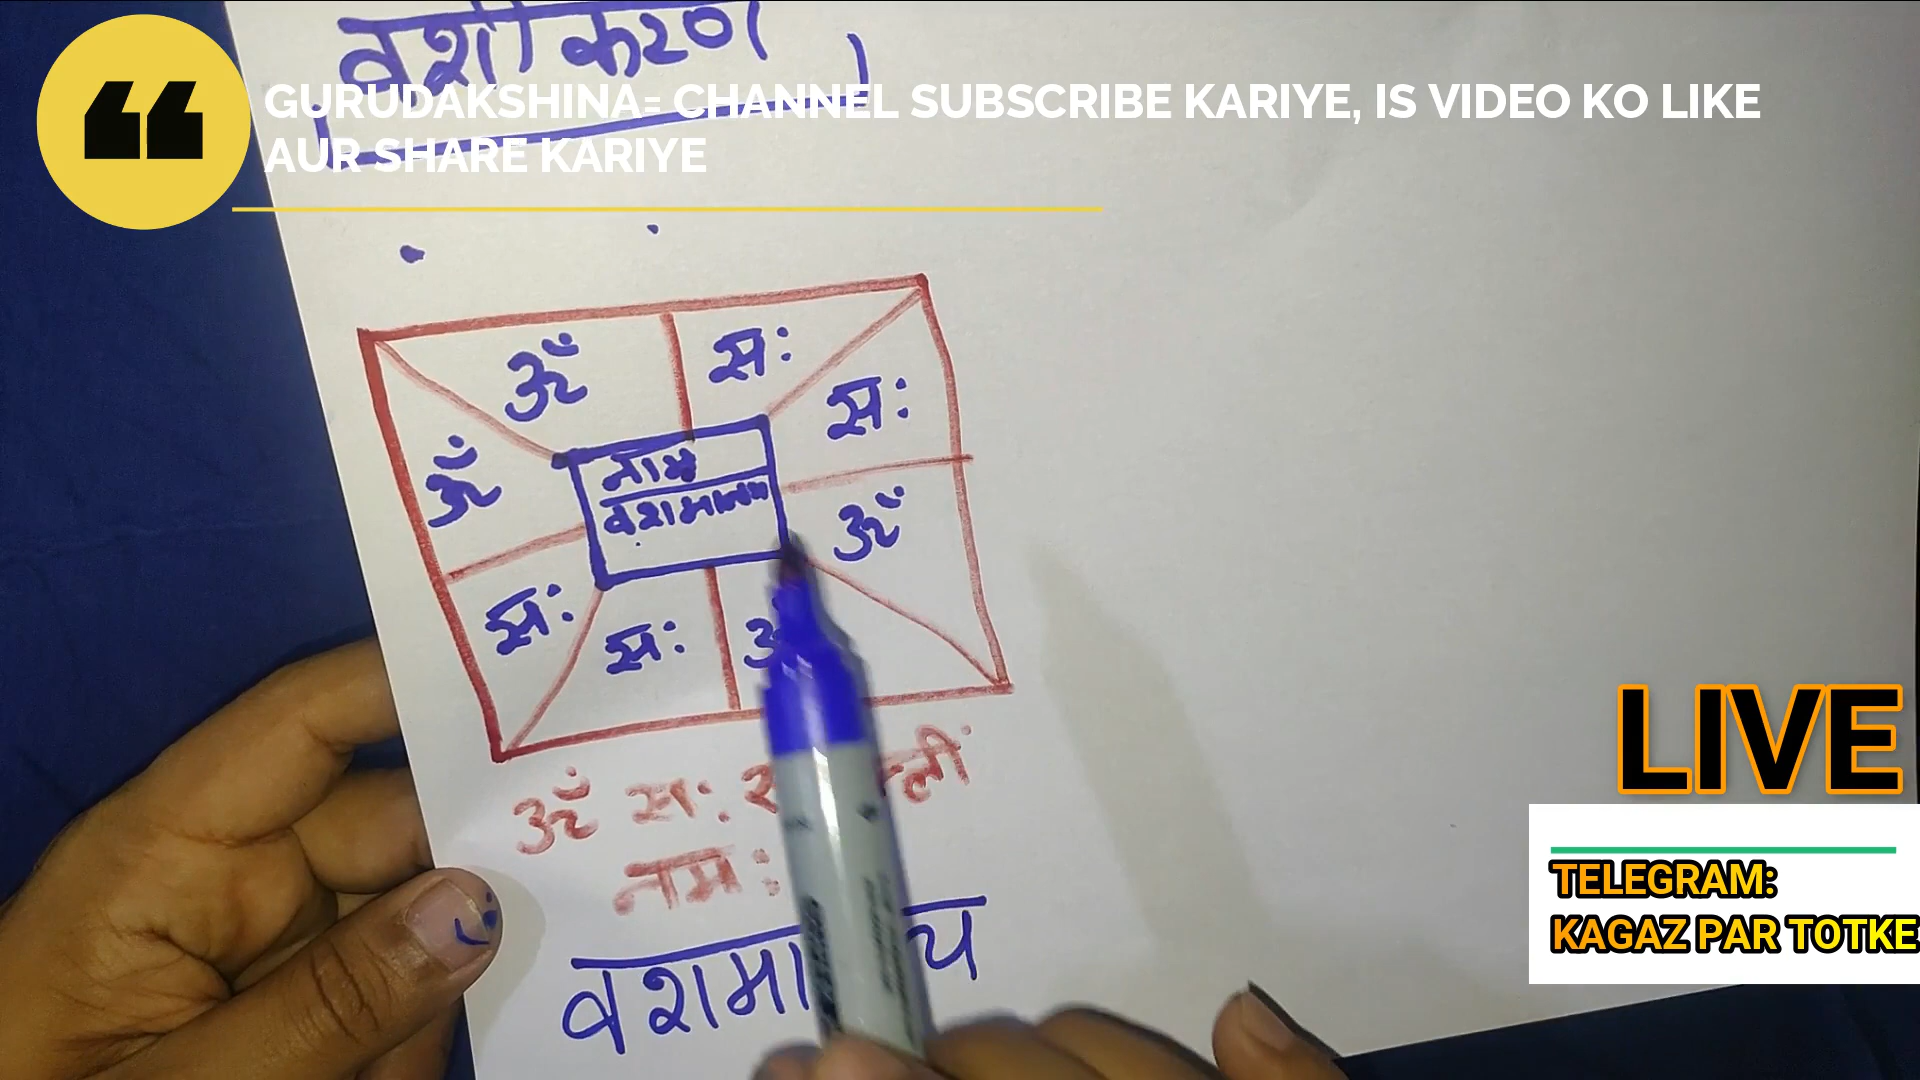 वशीकरण
GURUDAKSHINA= CHANNEL SUBSCRIBE KARIYE, IS VIDEO KO LIKE
AUR SHARE KARIYE
ॐ सः
ॐ सः
नाम
वशमानय
सः ॐ
सः
ॐ सः
नमः
LIVE
TELEGRAM:
KAGAZ PAR TOTKE